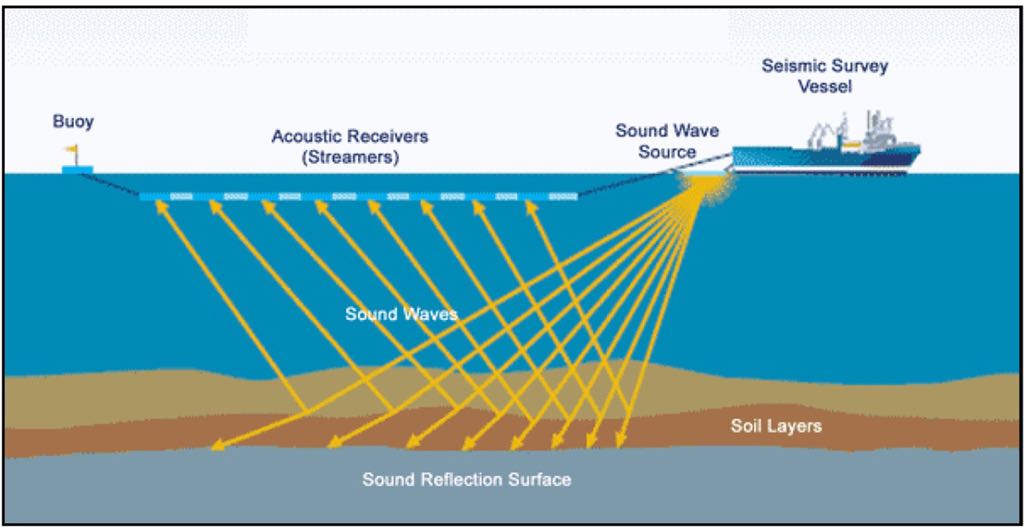 Seismic Survey
Vessel
Buoy
Acoustic Receivers
(Streamers)
Sound Wave
Source
Sound Waves
Soil Layers
Sound Reflection Surface